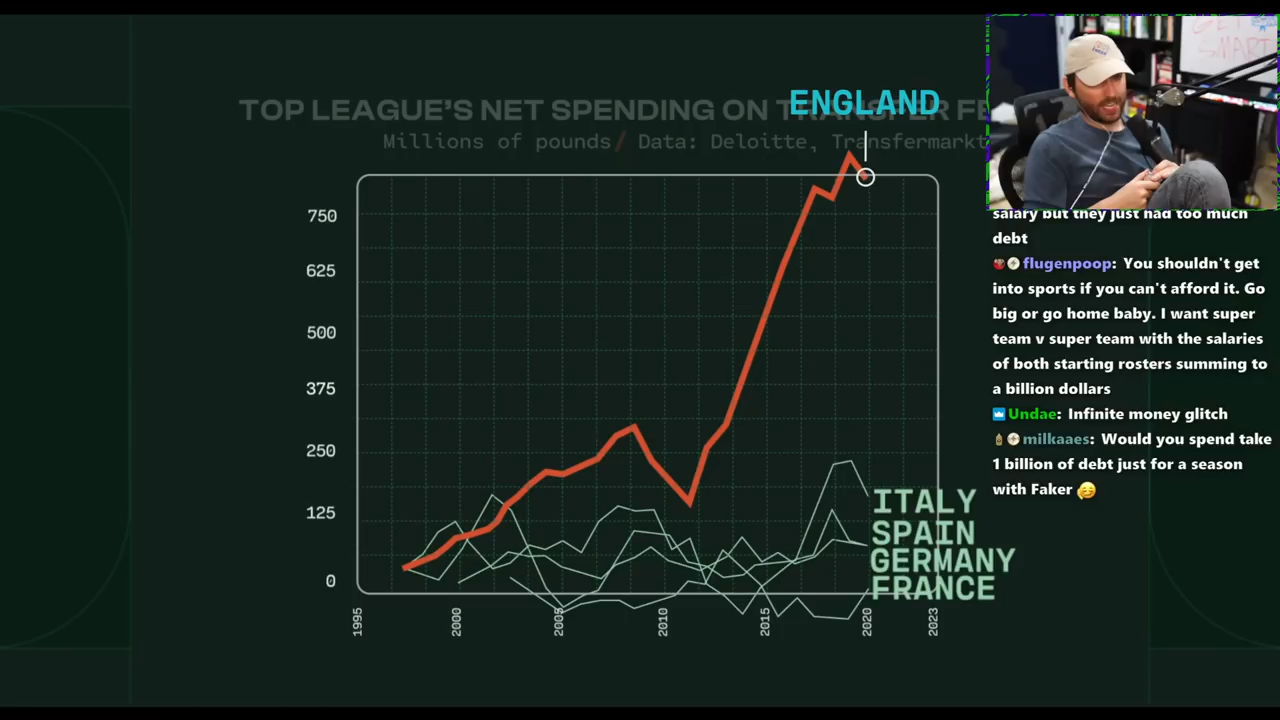 ENGLAND
TOP LEAGUE'S NET SPENDING ON TRANSFER FE
Millions of pounds/ Data: Deloitte, Transfermarkt
750
625
500
375
250
125
0
1995
2000
2005
2010
2015
2020
2023
ITALY
SPAIN
GERMANY
FRANCE
GET
SMART
salary but they just had too much
debt
flugenpoop: You shouldn't get
into sports if you can't afford it. Go
big or go home baby. I want super
team v super team with the salaries
of both starting rosters summing to
a billion dollars
Undae: Infinite money glitch
milkaaes: Would you spend take
1 billion of debt just for a season
with Faker